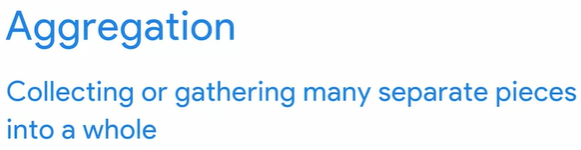 Aggregation
Collecting or gathering many separate pieces
into a whole